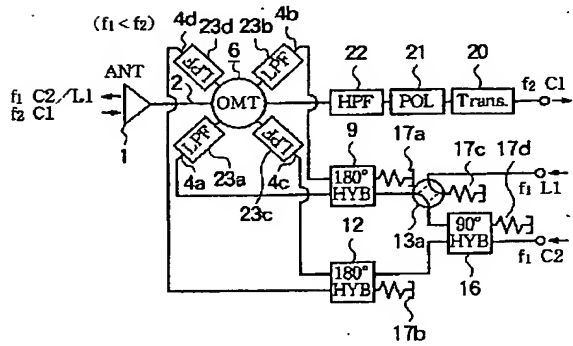 (f₁<f₂)
4d
23d
6
23b
4b
LPF
LPF
ANT
f₁ C2/L1
f₂ C1
2
1
OMT
22
21
20
HPF
POL
Trans.
f₂ C1
LPF
LPF
4a
23a
4c
23c
9
17a
17c
17d
180° HYB
13a
f₁ L1
12
180° HYB
90° HYB
16
f₁ C2
17b